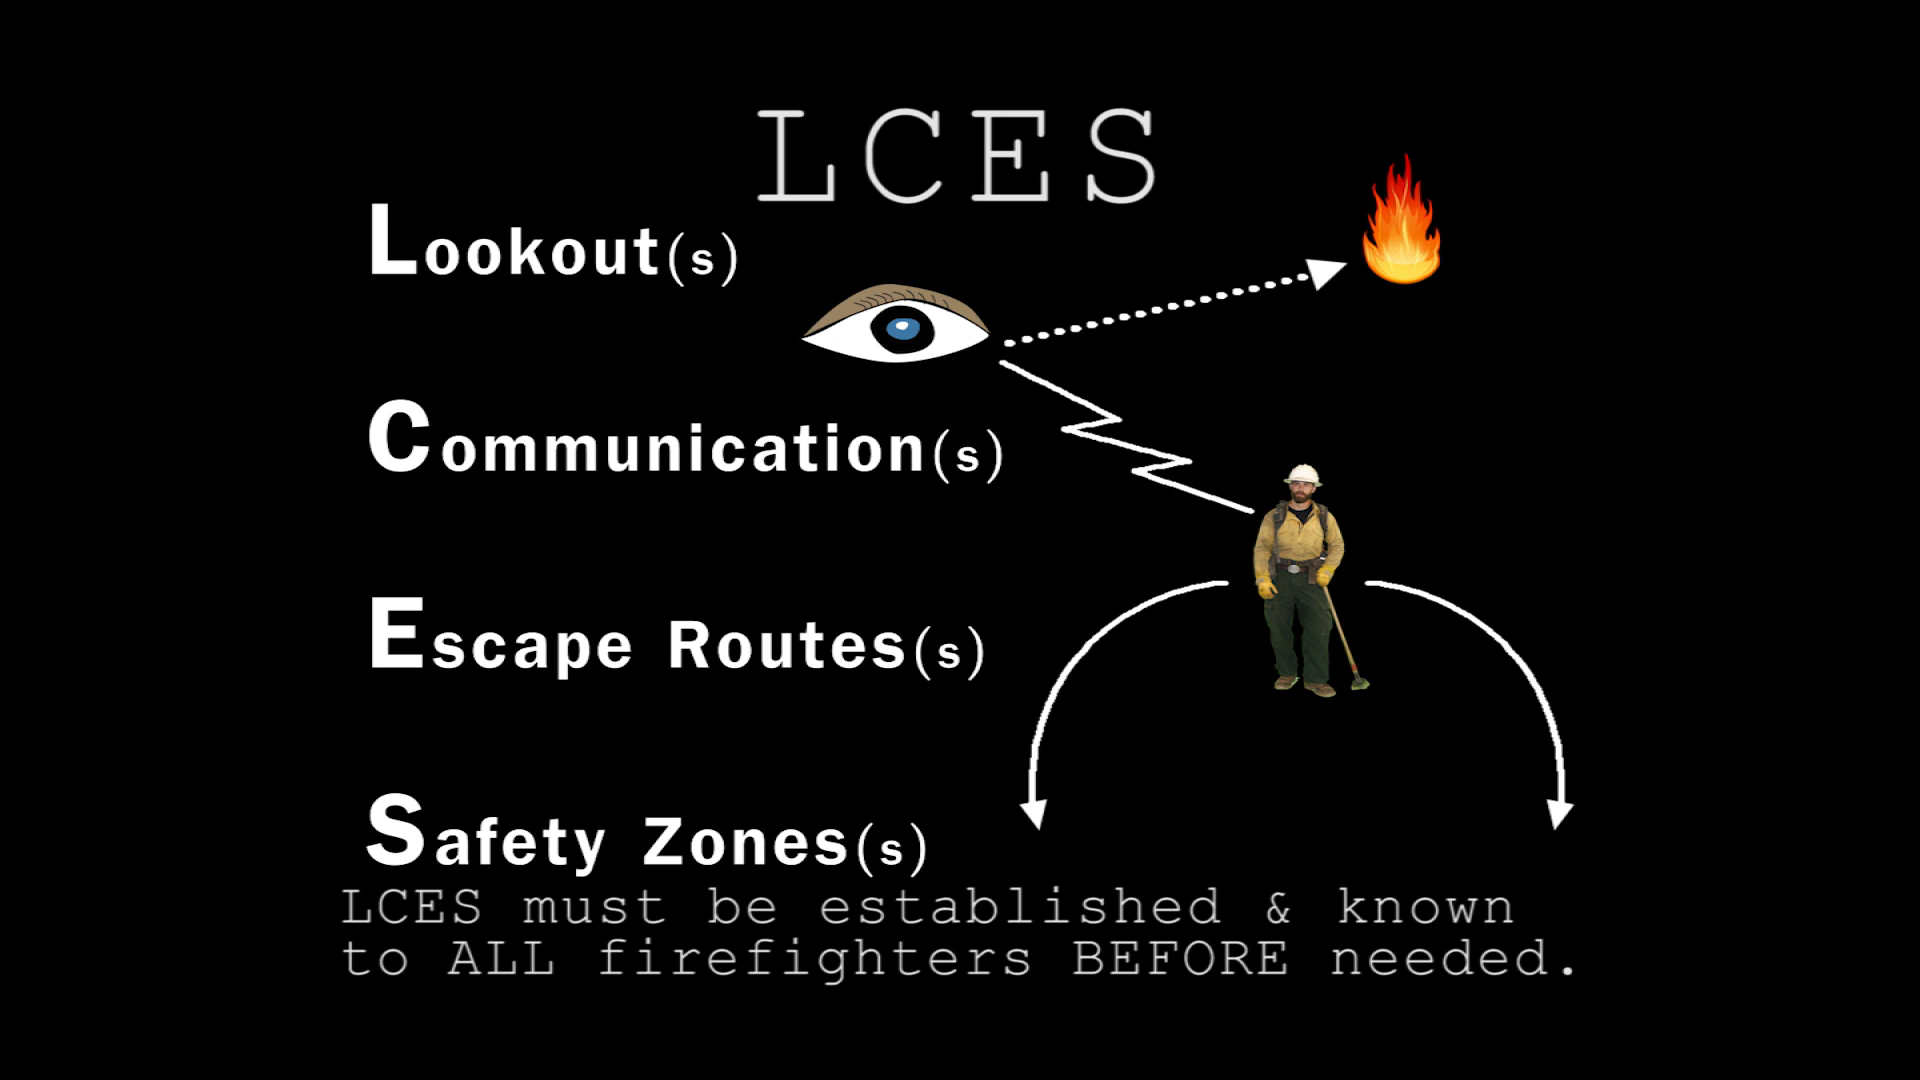 LCES
Lookout(s)
Communication(s)
Escape Routes(s)
Safety Zones(s)
LCES must be established & known
to ALL firefighters BEFORE needed.